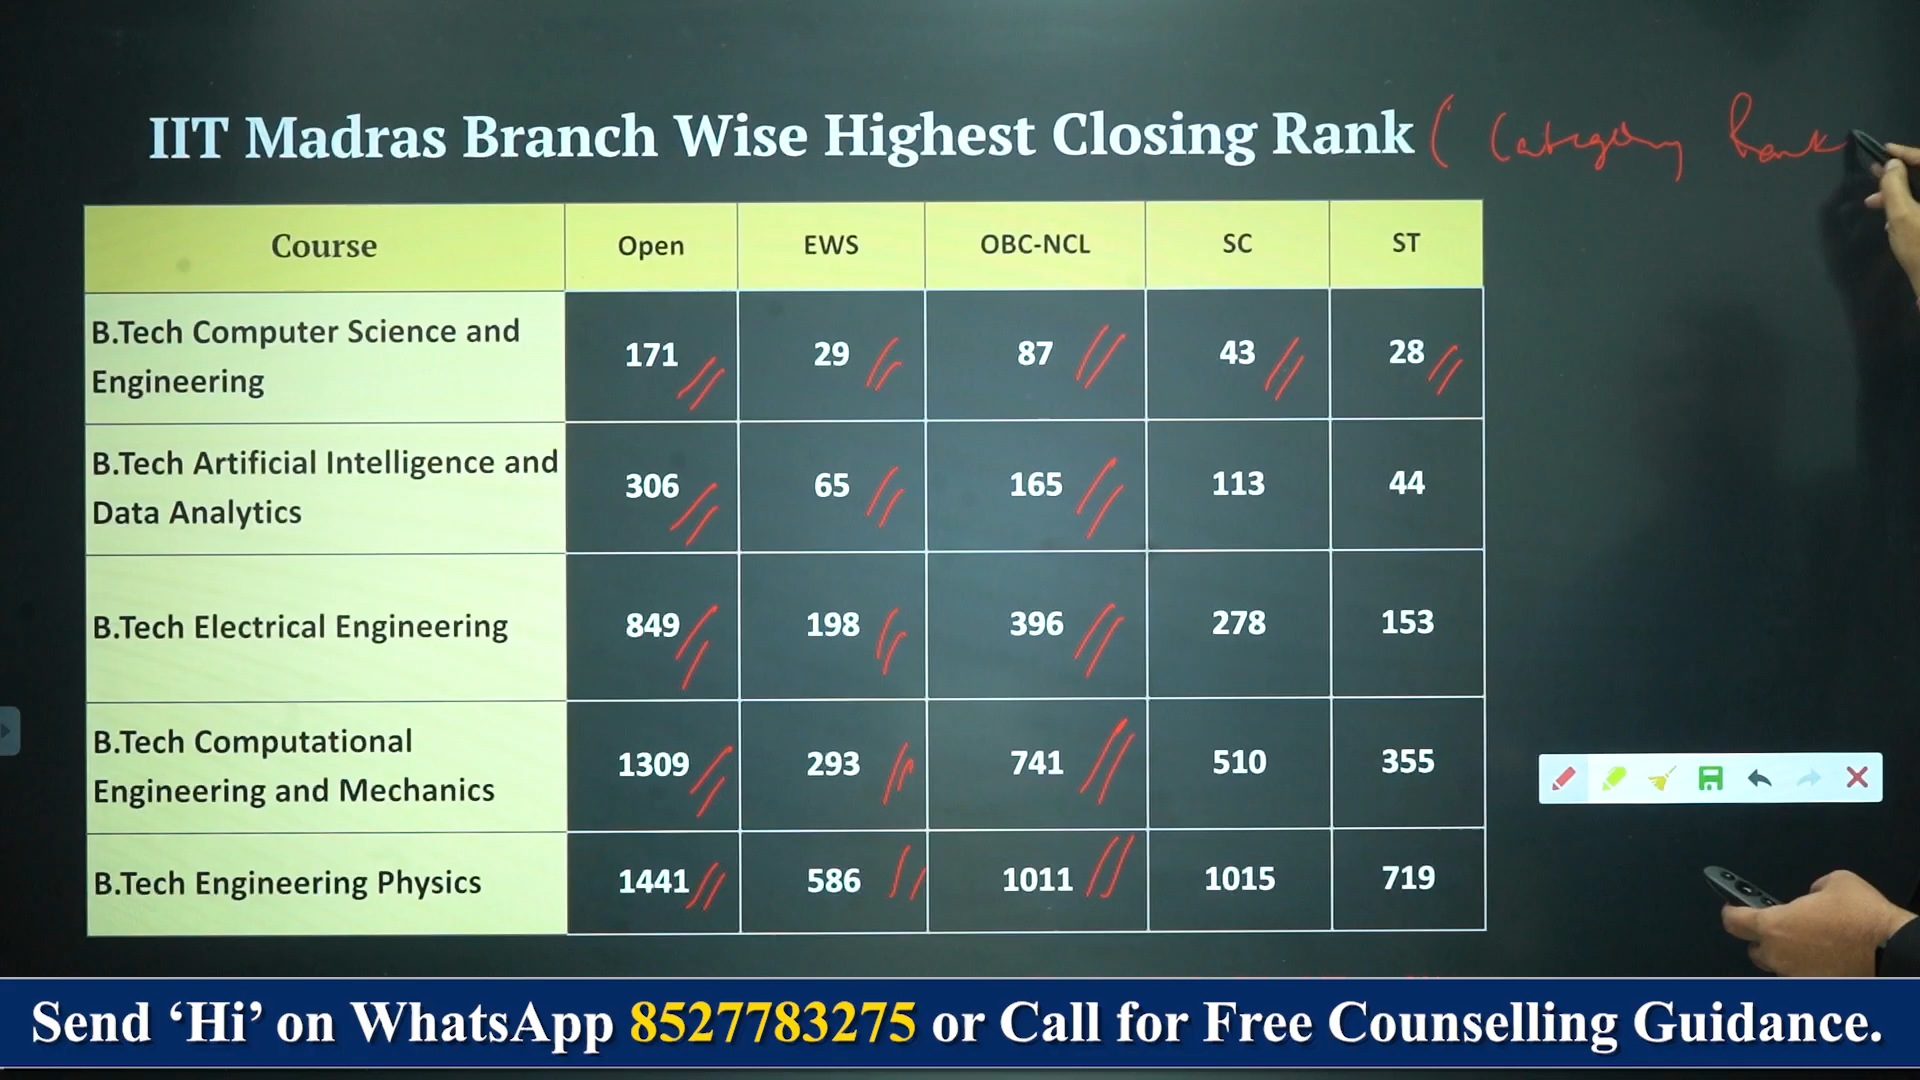 IIT Madras Branch Wise Highest Closing Rank ( Category Rank
Course Open EWS OBC-NCL SC ST
B.Tech Computer Science and
Engineering
171 29 87 43 28
B.Tech Artificial Intelligence and
Data Analytics
306 65 165 113 44
B.Tech Electrical Engineering 849 198 396 278 153
B.Tech Computational
Engineering and Mechanics
1309 293 741 510 355
B.Tech Engineering Physics 1441 586 1011 1015 719
Send ‘Hi’ on WhatsApp 8527783275 or Call for Free Counselling Guidance.